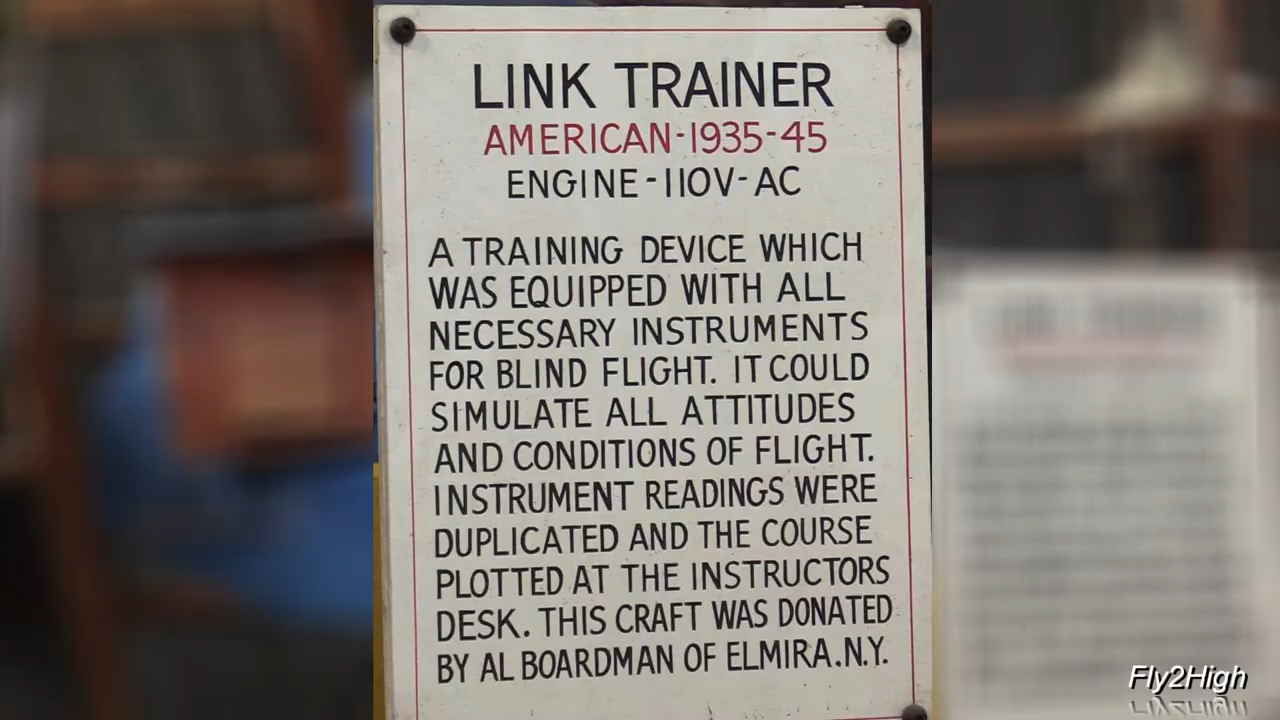 LINK TRAINER
AMERICAN-1935-45
ENGINE-110V-AC
A TRAINING DEVICE WHICH
WAS EQUIPPED WITH ALL
NECESSARY INSTRUMENTS
FOR BLIND FLIGHT. IT COULD
SIMULATE ALL ATTITUDES
AND CONDITIONS OF FLIGHT.
INSTRUMENT READINGS WERE
DUPLICATED AND THE COURSE
PLOTTED AT THE INSTRUCTORS
DESK. THIS CRAFT WAS DONATED
BY AL BOARDMAN OF ELMIRA.N.Y.
Fly2High